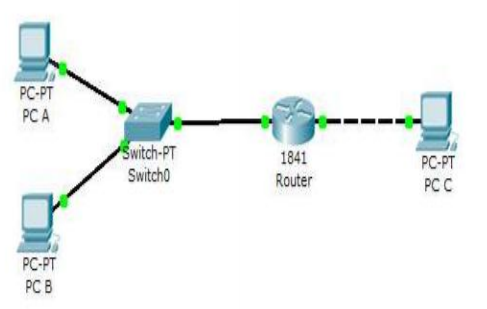 PC-PT
PC A
Switch-PT
Switch0
1841
Router
PC-PT
PC C
PC-PT
PC B